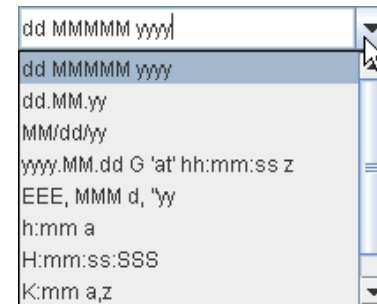 dd MMMMM yyyy
dd MMMMM yyyy
dd.MM.yy
MM/dd/yy
yyyy.MM.dd G 'at' hh:mm:ss z
EEE, MMM d, ''yy
h:mm a
H:mm:ss:SSS
K:mm a,z